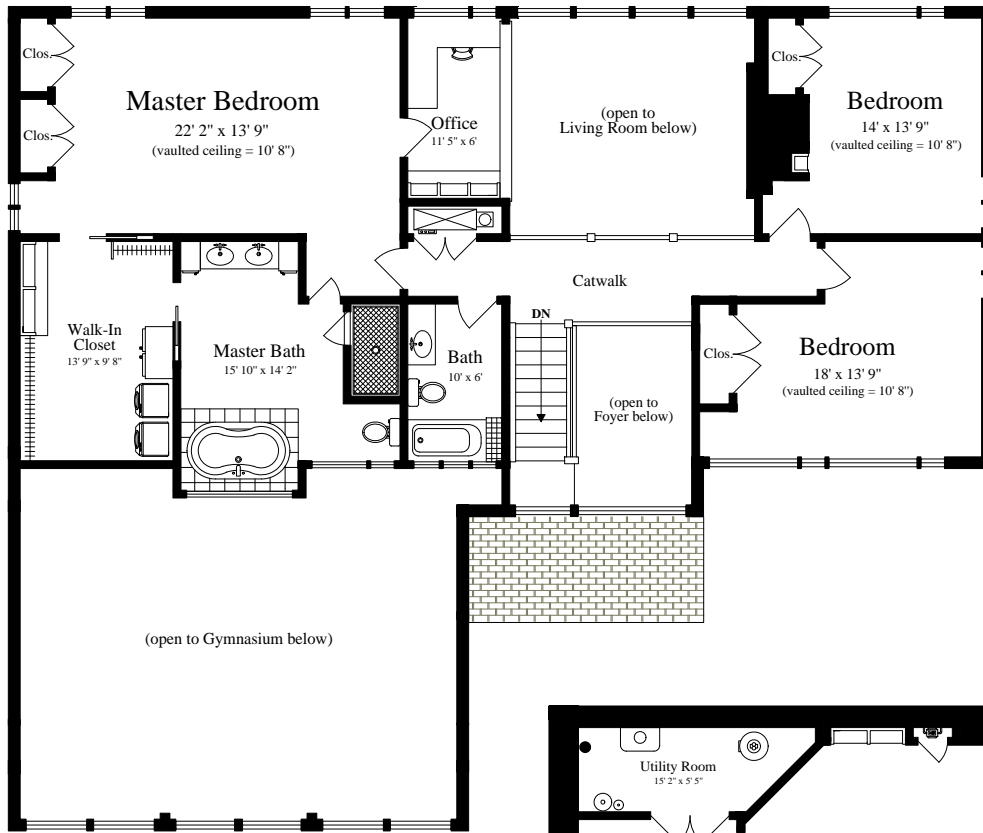 Clos.
Master Bedroom
22' 2" x 13' 9"
(vaulted ceiling = 10' 8")
Clos.
Office
11' 5" x 6'
(open to
Living Room below)
Clos.
Bedroom
14' x 13' 9"
(vaulted ceiling = 10' 8")
Catwalk
Walk-In
Closet
13' 9" x 9' 8"
Master Bath
15' 10" x 14' 2"
Bath
10' x 6'
DN
(open to
Foyer below)
Clos.
Bedroom
18' x 13' 9"
(vaulted ceiling = 10' 8")
(open to Gymnasium below)
Utility Room
15' 2" x 5' 5"